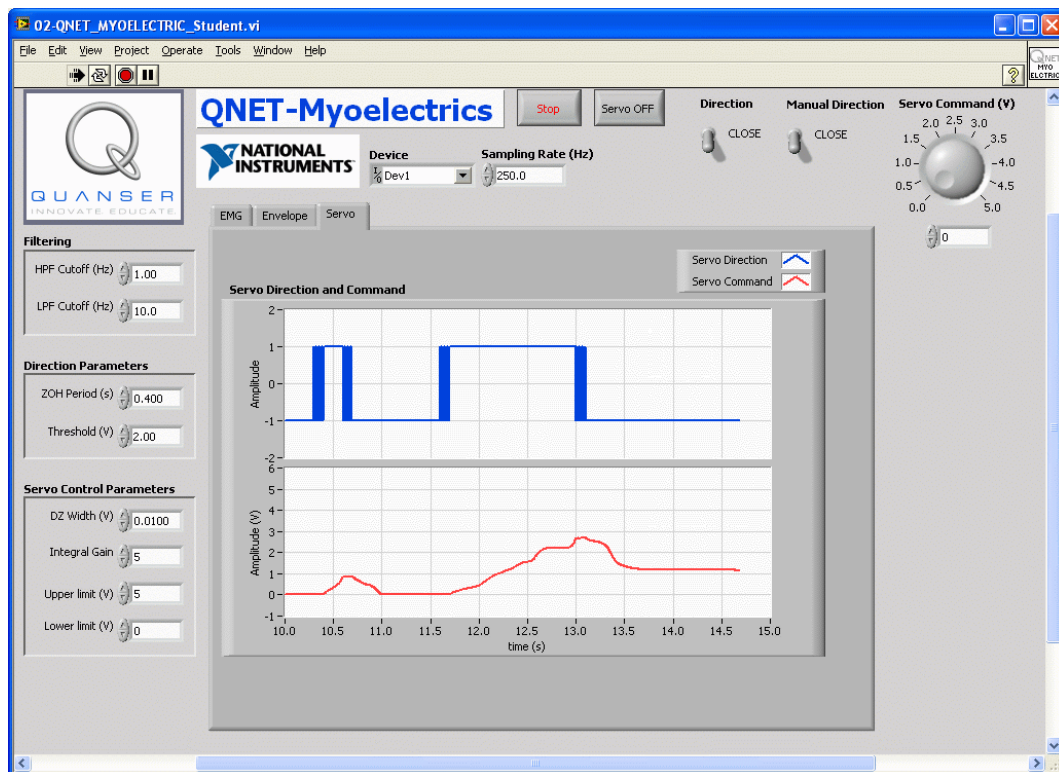 02-QNET_MYOELECTRIC_Student.vi
File Edit View Project Operate Tools Window Help
QNET
MYO
ELCTRIC
QUANSER
INNOVATE. EDUCATE.
QNET-Myoelectrics
Stop
Servo OFF
Direction
CLOSE
Manual Direction
CLOSE
Servo Command (V)
0.0 0.5 1.0 1.5 2.0 2.5 3.0 3.5 4.0 4.5 5.0
0
NATIONAL
INSTRUMENTS
Device
Dev1
Sampling Rate (Hz)
250.0
EMG Envelope Servo
Filtering
HPF Cutoff (Hz) 1.00
LPF Cutoff (Hz) 10.0
Direction Parameters
ZOH Period (s) 0.400
Threshold (V) 2.00
Servo Control Parameters
DZ Width (V) 0.0100
Integral Gain 5
Upper limit (V) 5
Lower limit (V) 0
Servo Direction
Servo Command
Servo Direction and Command
Amplitude
2
1
0
-1
-2
Amplitude (V)
6
5
4
3
2
1
0
-1
10.0 10.5 11.0 11.5 12.0 12.5 13.0 13.5 14.0 14.5 15.0
time (s)